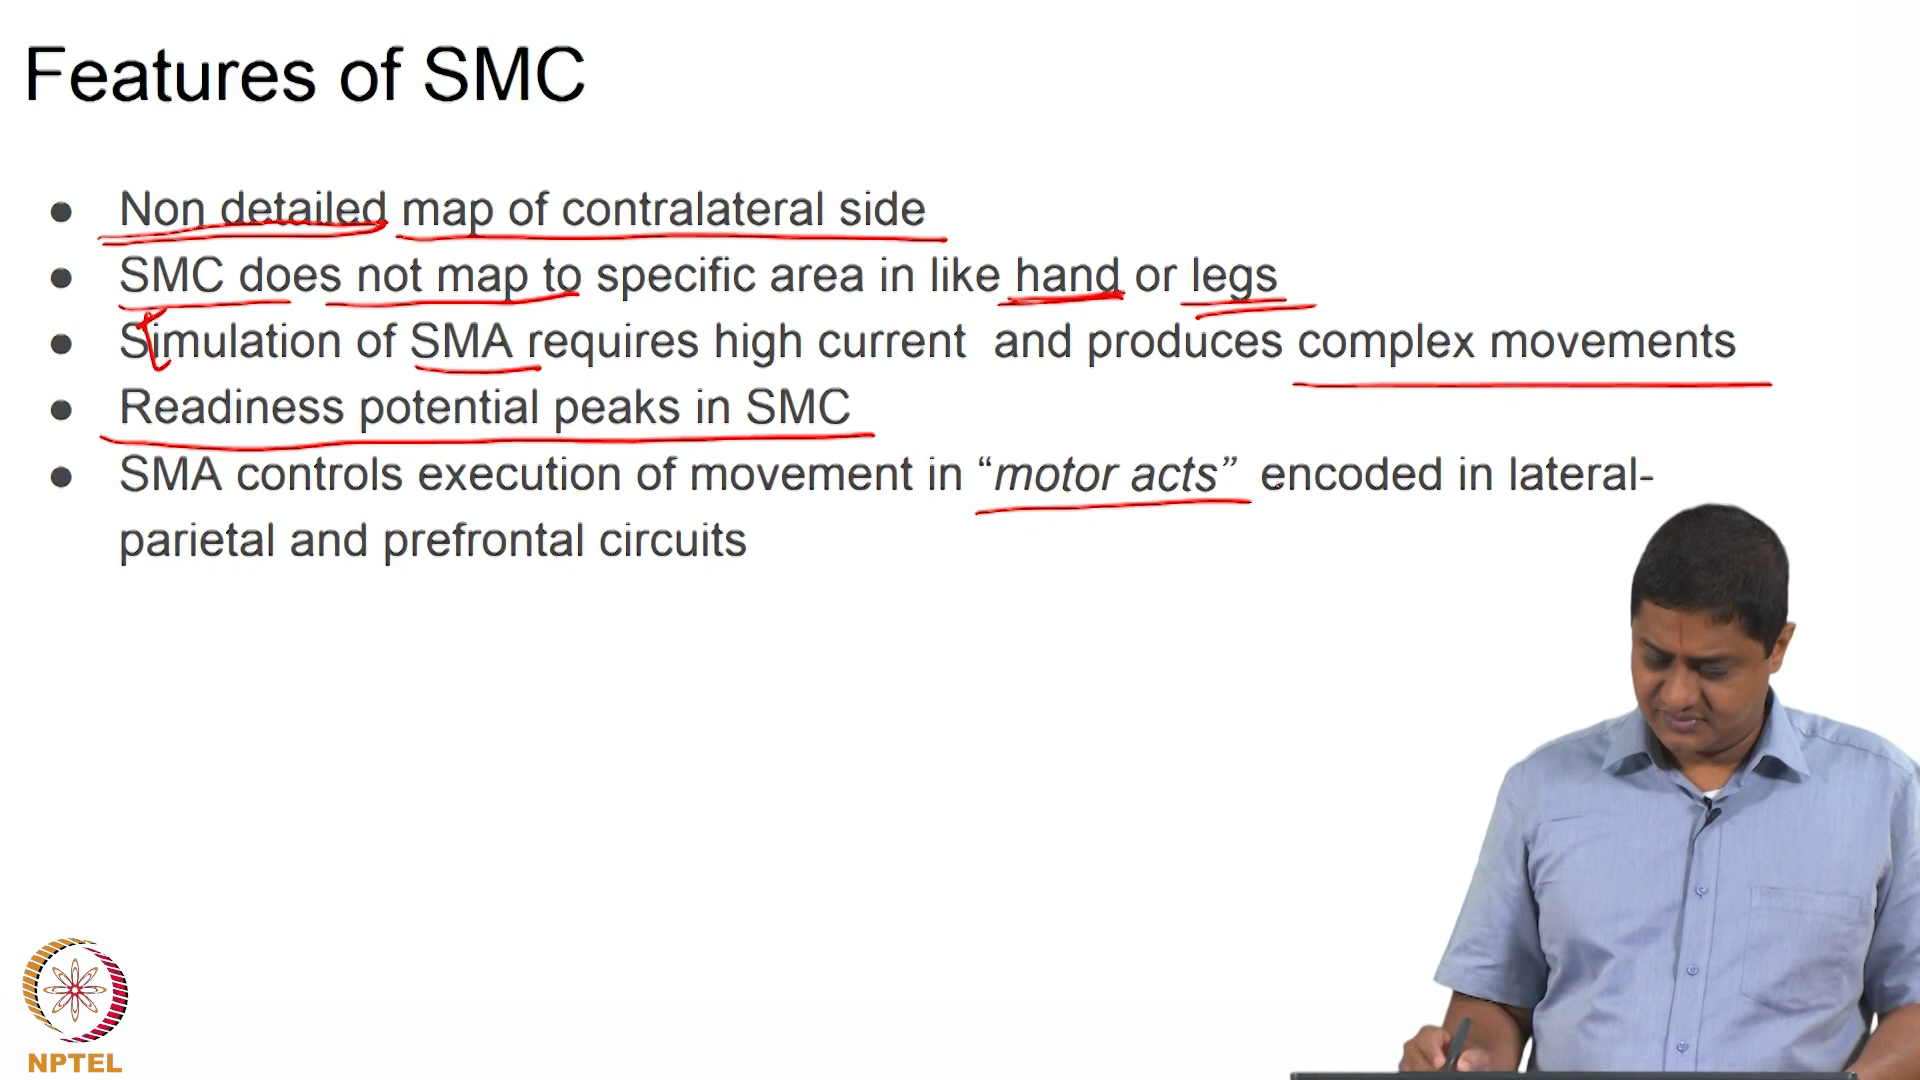 Features of SMC
● Non detailed map of contralateral side
● SMC does not map to specific area in like hand or legs
● Simulation of SMA requires high current and produces complex movements
● Readiness potential peaks in SMC
● SMA controls execution of movement in “motor acts” encoded in lateral-
parietal and prefrontal circuits
NPTEL